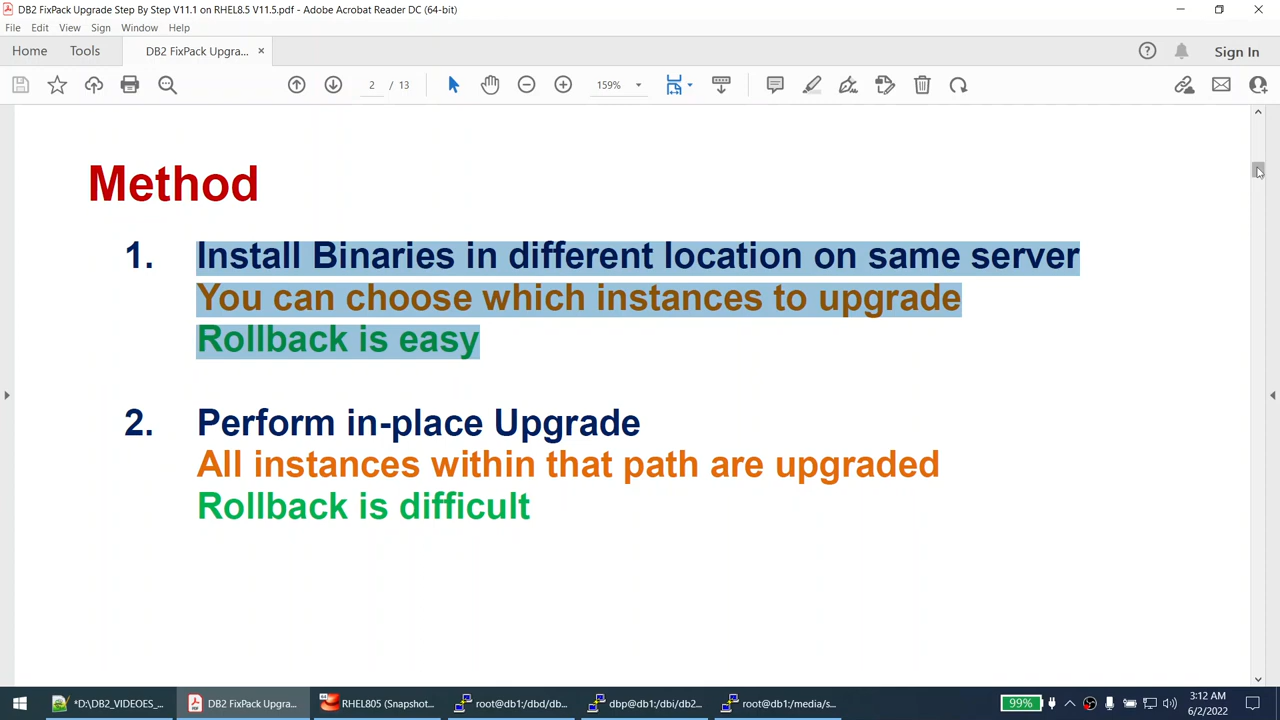 DB2 FixPack Upgrade Step By Step V11.1 on RHEL8.5 V11.5.pdf - Adobe Acrobat Reader DC (64-bit)
File Edit View Sign Window Help
Home Tools DB2 FixPack Upgra... × Sign In
2 / 13 159%
Method
1. Install Binaries in different location on same server
You can choose which instances to upgrade
Rollback is easy
2. Perform in-place Upgrade
All instances within that path are upgraded
Rollback is difficult
*D:\DB2_VIDEOES_... DB2 FixPack Upgra... RHEL805 (Snapshot... root@db1:/dbd/db... dbp@db1:/dbi/db2... root@db1:/media/s... 99% 3:12 AM
6/2/2022